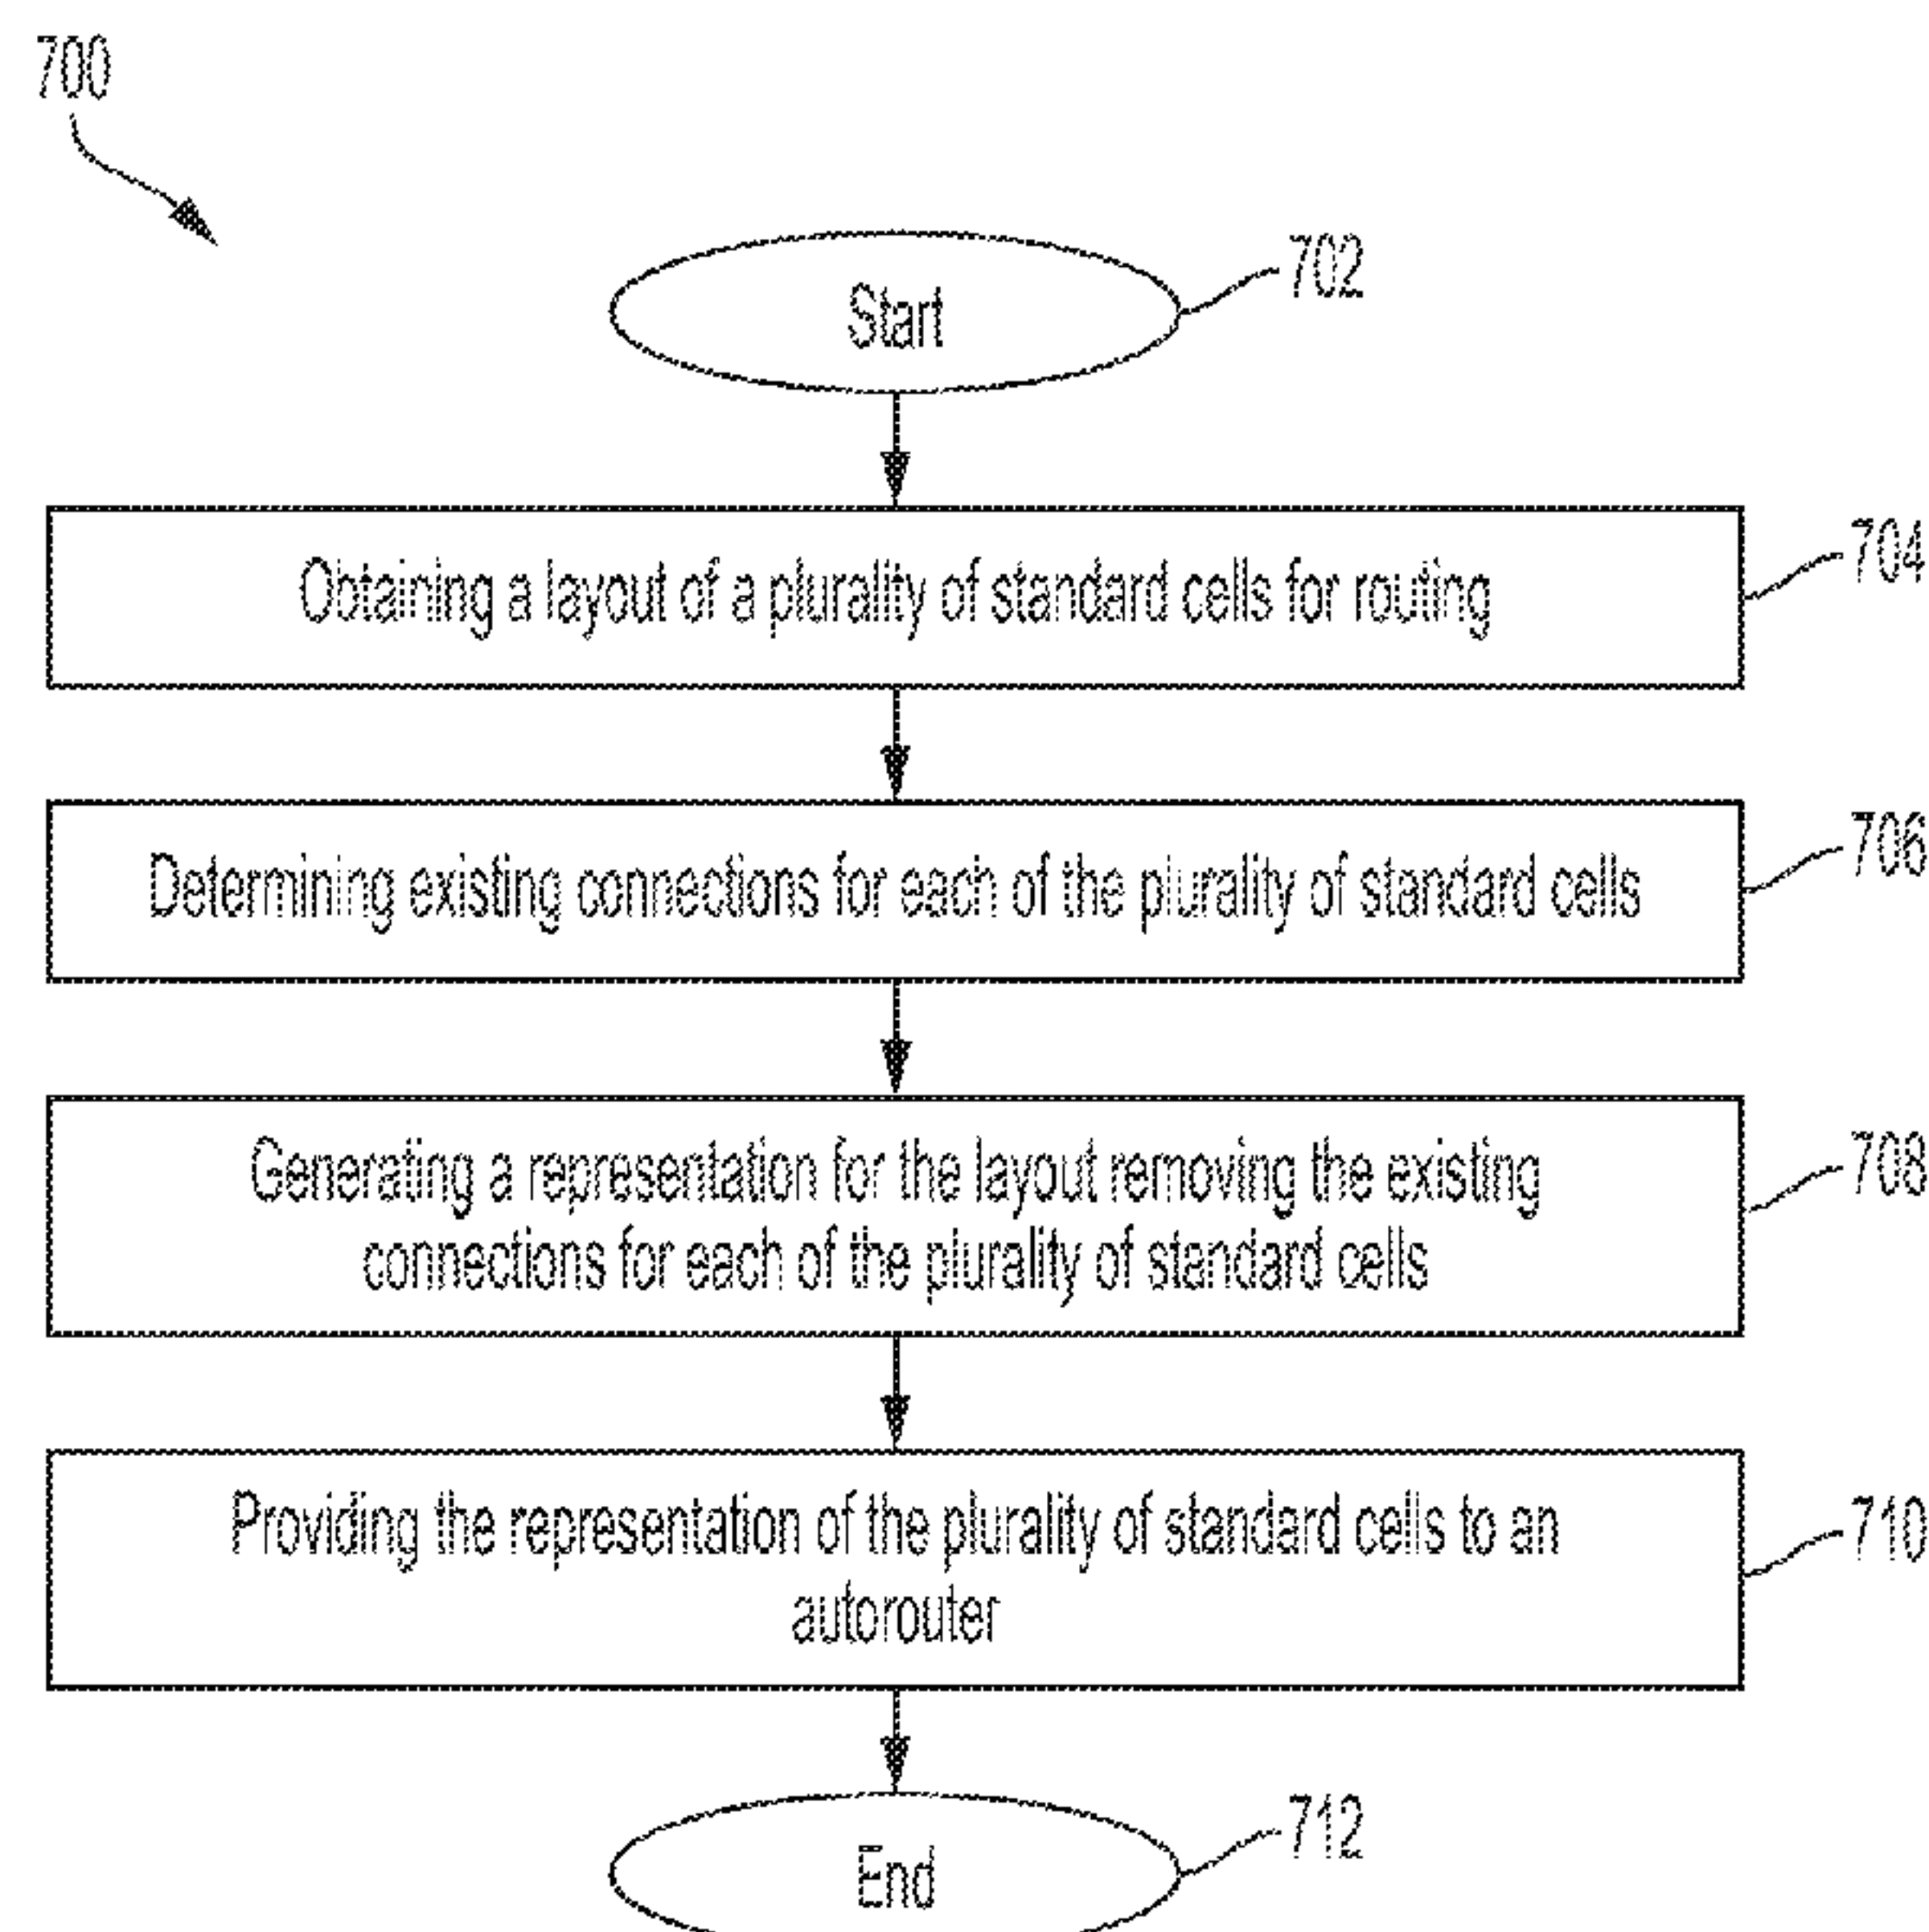 700
Start
702
Obtaining a layout of a plurality of standard cells for routing
704
Determining existing connections for each of the plurality of standard cells
706
Generating a representation for the layout removing the existing
connections for each of the plurality of standard cells
708
Providing the representation of the plurality of standard cells to an
autorouter
710
End
712